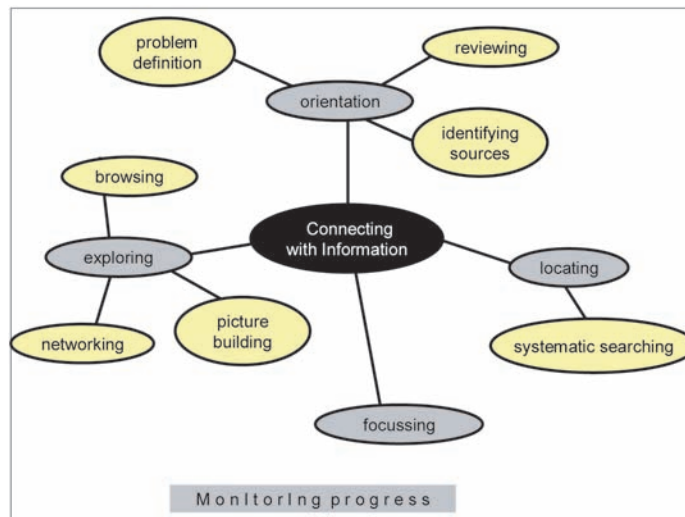 problem
definition
reviewing
orientation
identifying
sources
browsing
Connecting
with Information
exploring
locating
picture
building
networking
systematic searching
focussing
MonItorIng progress